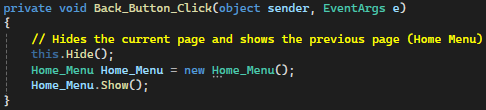 private void Back_Button_Click(object sender, EventArgs e)
{
// Hides the current page and shows the previous page (Home Menu)
this.Hide();
Home_Menu Home_Menu = new Home_Menu();
Home_Menu.Show();
}